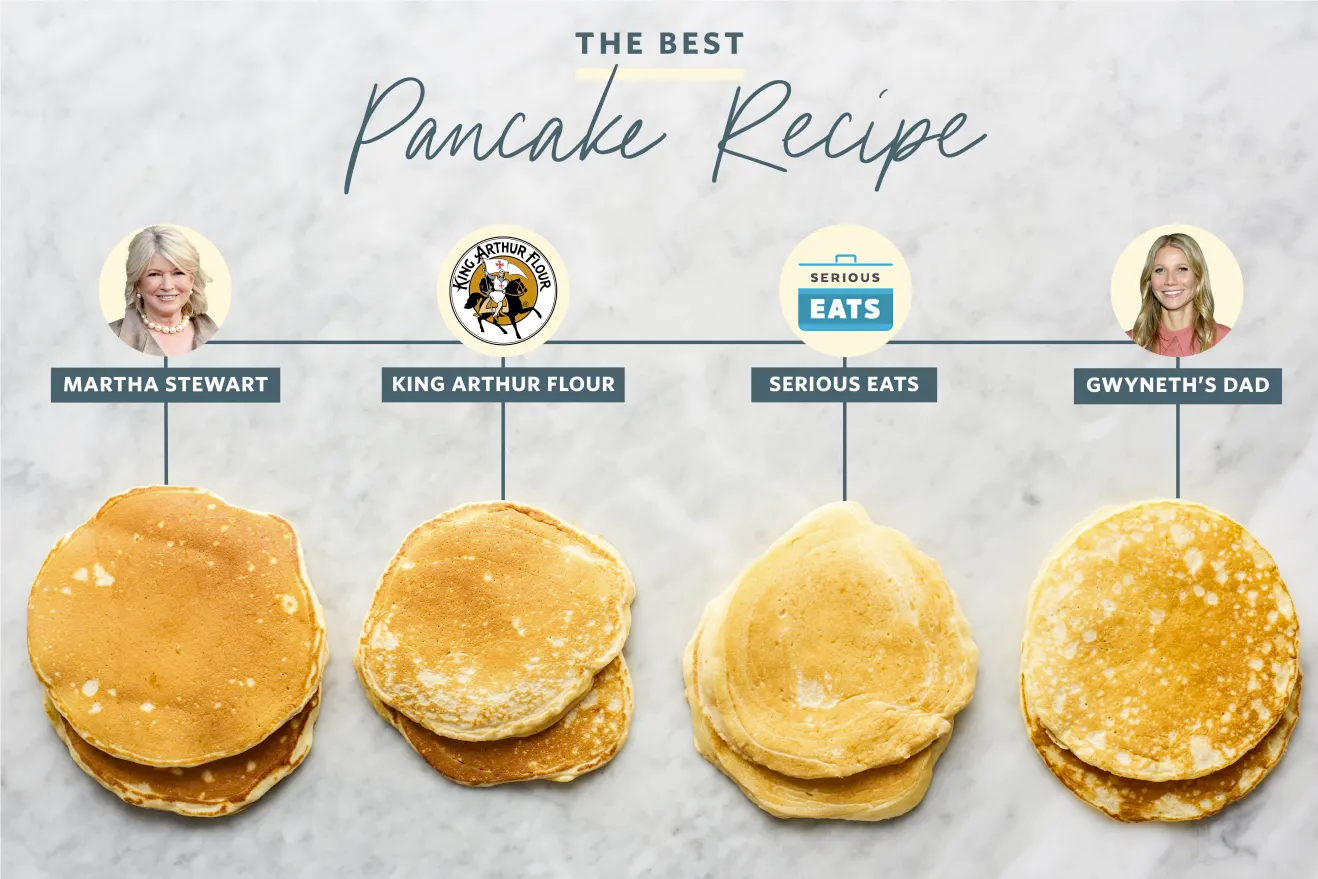 THE BEST
Pancake Recipe
KING ARTHUR FLOUR
SERIOUS
EATS
MARTHA STEWART
KING ARTHUR FLOUR
SERIOUS EATS
GWYNETH'S DAD